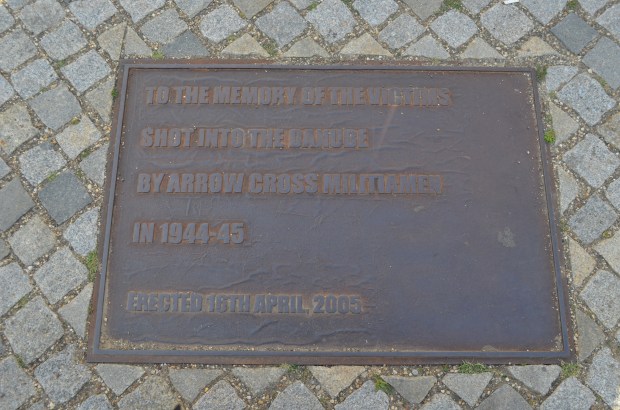 TO THE MEMORY OF THE VICTIMS
SHOT INTO THE DANUBE
BY ARROW CROSS MILITIAMEN
IN 1944-45
ERECTED 16TH APRIL, 2005.